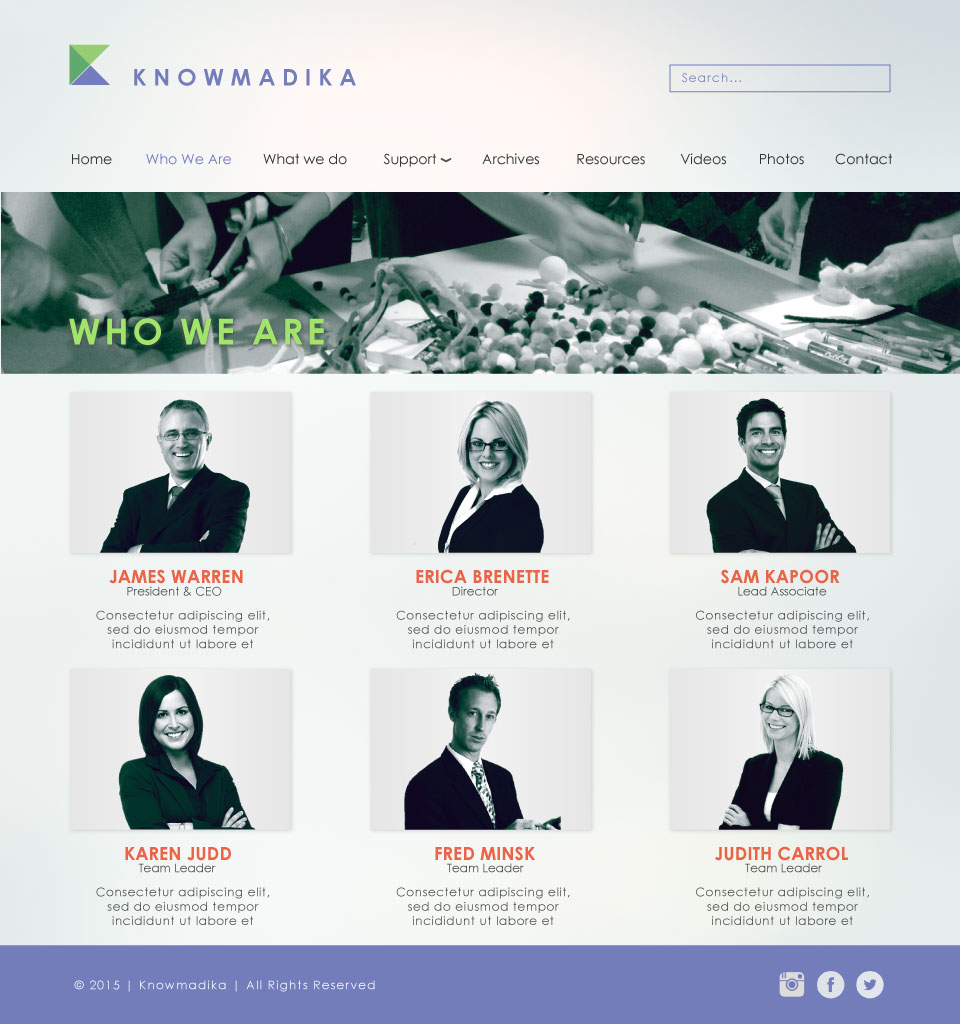 KNOWMADIKA
Search...
Home Who We Are What we do Support Archives Resources Videos Photos Contact
WHO WE ARE
JAMES WARREN
President & CEO
Consectetur adipiscing elit,
sed do eiusmod tempor
incididunt ut labore et
ERICA BRENETTE
Director
Consectetur adipiscing elit,
sed do eiusmod tempor
incididunt ut labore et
SAM KAPOOR
Lead Associate
Consectetur adipiscing elit,
sed do eiusmod tempor
incididunt ut labore et
KAREN JUDD
Team Leader
Consectetur adipiscing elit,
sed do eiusmod tempor
incididunt ut labore et
FRED MINSK
Team Leader
Consectetur adipiscing elit,
sed do eiusmod tempor
incididunt ut labore et
JUDITH CARROL
Team Leader
Consectetur adipiscing elit,
sed do eiusmod tempor
incididunt ut labore et
© 2015 | Knowmadika | All Rights Reserved